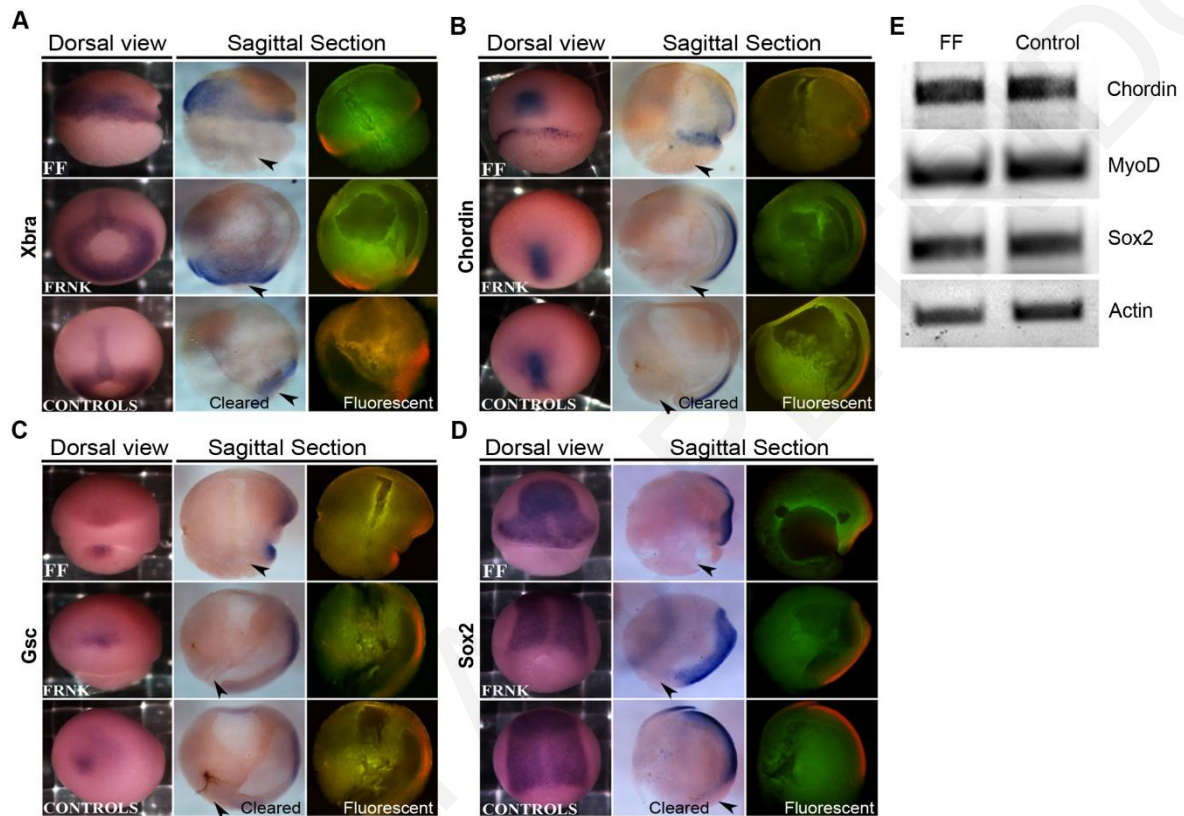 A
Dorsal view Sagittal Section
Xbra
FF
FRNK
CONTROLS Cleared Fluorescent
B
Dorsal view Sagittal Section
Chordin
FF
FRNK
CONTROLS Cleared Fluorescent
C
Dorsal view Sagittal Section
Gsc
FF
FRNK
CONTROLS Cleared Fluorescent
D
Dorsal view Sagittal Section
Sox2
FF
FRNK
CONTROLS Cleared Fluorescent
E
FF Control
Chordin
MyoD
Sox2
Actin